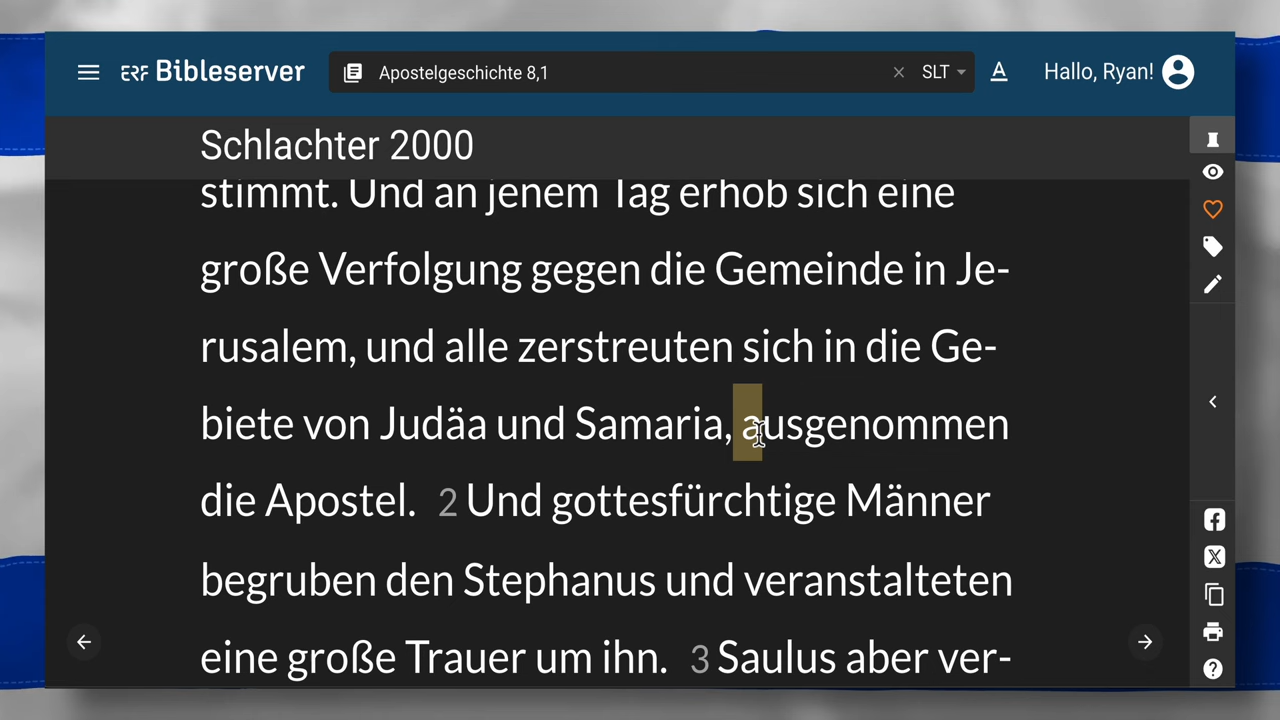 ERF Bibleserver
Apostelgeschichte 8,1
SLT
A
Hallo, Ryan!
Schlachter 2000
stimmt. Und an jenem Tag erhob sich eine
große Verfolgung gegen die Gemeinde in Je-
rusalem, und alle zerstreuten sich in die Ge-
biete von Judäa und Samaria, ausgenommen
die Apostel. 2 Und gottesfürchtige Männer
begruben den Stephanus und veranstalteten
eine große Trauer um ihn. 3 Saulus aber ver-